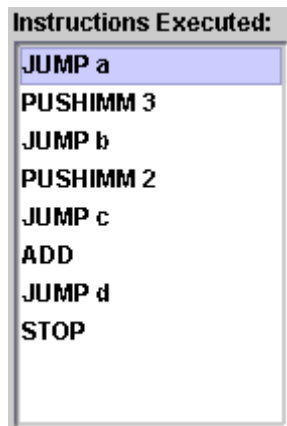 Instructions Executed:
JUMP a
PUSHIMM 3
JUMP b
PUSHIMM 2
JUMP c
ADD
JUMP d
STOP